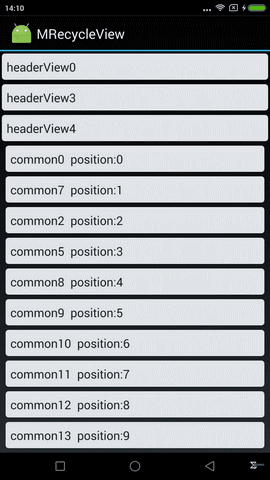 14:10
MRecycleView
headerView0
headerView3
headerView4
common0 position:0
common7 position:1
common2 position:2
common5 position:3
common8 position:4
common9 position:5
common10 position:6
common11 position:7
common12 position:8
common13 position:9